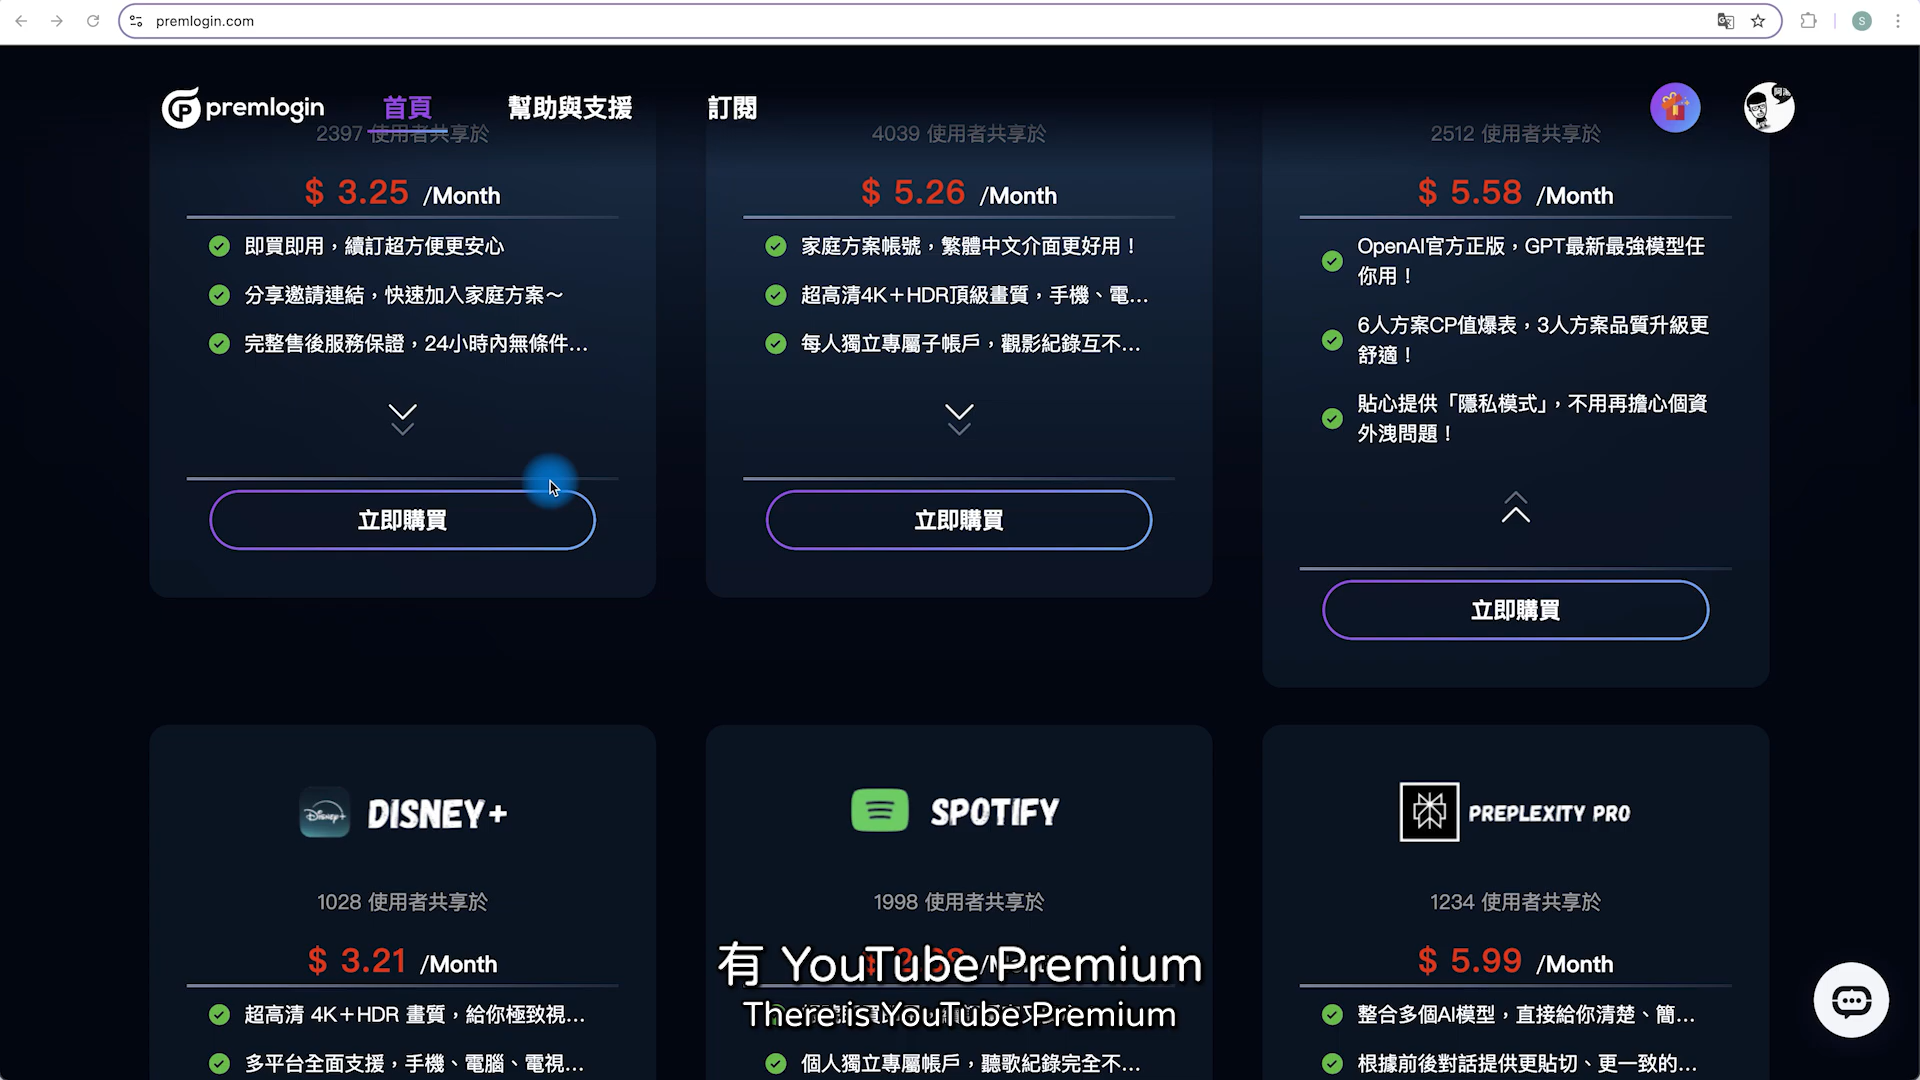 premlogin.com
S
premlogin
首頁
幫助與支援
訂閱
阿湯
2397 使用者共享於
$ 3.25 /Month
即買即用，續訂超方便更安心
分享邀請連結，快速加入家庭方案～
完整售後服務保證，24小時內無條件...
立即購買
4039 使用者共享於
$ 5.26 /Month
家庭方案帳號，繁體中文介面更好用！
超高清4K＋HDR頂級畫質，手機、電...
每人獨立專屬子帳戶，觀影紀錄互不...
立即購買
2512 使用者共享於
$ 5.58 /Month
OpenAI官方正版，GPT最新最強模型任
你用！
6人方案CP值爆表，3人方案品質升級更
舒適！
貼心提供「隱私模式」，不用再擔心個資
外洩問題！
立即購買
Disney+
DISNEY+
1028 使用者共享於
$ 3.21 /Month
超高清 4K＋HDR 畫質，給你極致視...
多平台全面支援，手機、電腦、電視...
SPOTIFY
1998 使用者共享於
個人獨立專屬帳戶，聽歌紀錄完全不...
PREPLEXITY PRO
1234 使用者共享於
$ 5.99 /Month
整合多個AI模型，直接給你清楚、簡...
根據前後對話提供更貼切、更一致的...
有 YouTube Premium
There is YouTube Premium